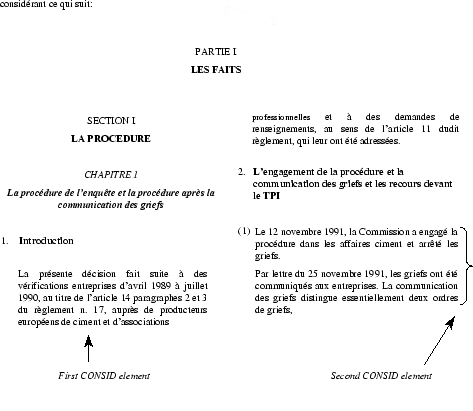 considérant ce qui suit:
PARTIE I
LES FAITS
SECTION I
LA PROCEDURE
CHAPITRE 1
La procédure de l'enquête et la procédure après la
communication des griefs
1. Introduction
La présente décision fait suite à des
vérifications entreprises d'avril 1989 à juillet
1990, au titre de l'article 14 paragraphes 2 et 3
du règlement n. 17, auprès de producteurs
européens de ciment et d'associations
professionnelles et à des demandes de
renseignements, au sens de l'article 11 dudit
règlement, qui leur ont été adressées.
2. L'engagement de la procédure et la
communication des griefs et les recours devant
le TPI
(1) Le 12 novembre 1991, la Commission a engagé la
procédure dans les affaires ciment et arrêté les
griefs.
Par lettre du 25 novembre 1991, les griefs ont été
communiqués aux entreprises. La communication
des griefs distingue essentiellement deux ordres
de griefs,
First CONSID element
Second CONSID element